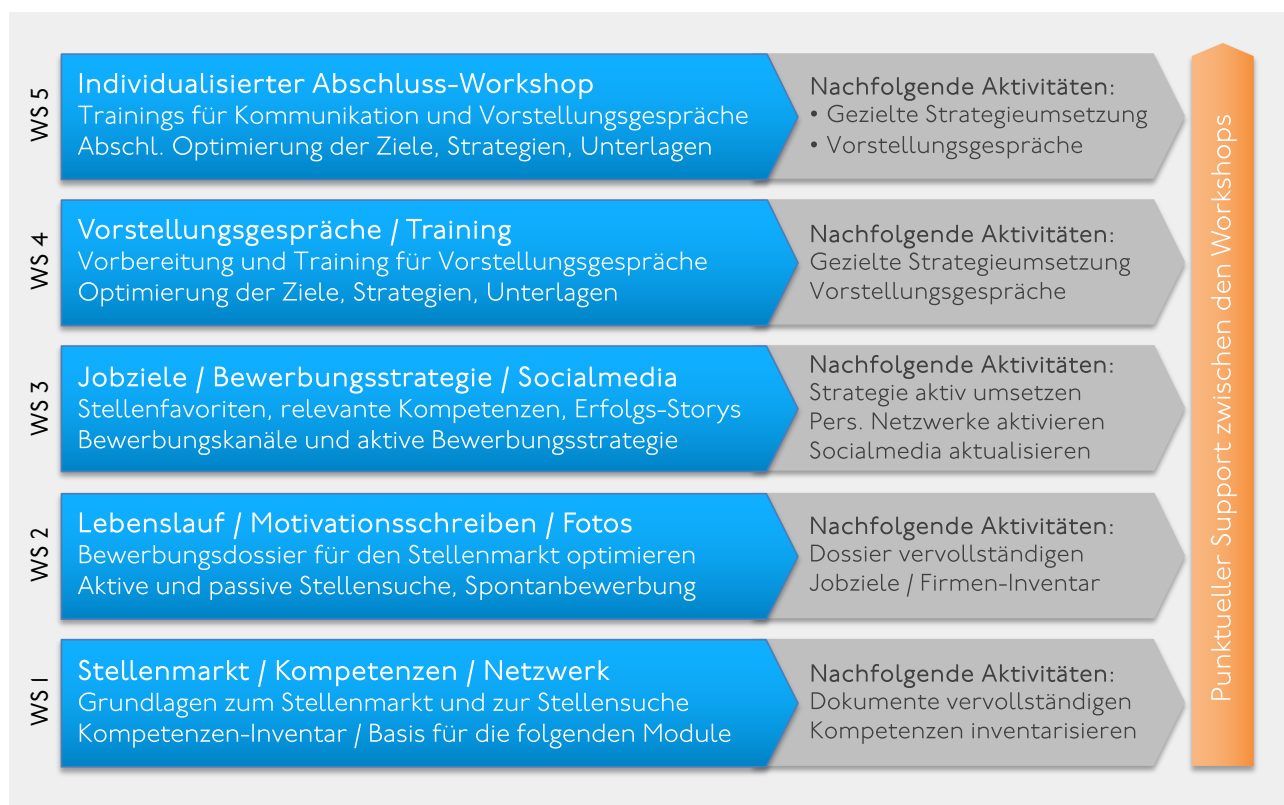 WS 5
Individualisierter Abschluss-Workshop
Trainings für Kommunikation und Vorstellungsgespräche
Abschl. Optimierung der Ziele, Strategien, Unterlagen
Nachfolgende Aktivitäten:
• Gezielte Strategieumsetzung
• Vorstellungsgespräche
WS 4
Vorstellungsgespräche / Training
Vorbereitung und Training für Vorstellungsgespräche
Optimierung der Ziele, Strategien, Unterlagen
Nachfolgende Aktivitäten:
Gezielte Strategieumsetzung
Vorstellungsgespräche
WS 3
Jobziele / Bewerbungsstrategie / Socialmedia
Stellenfavoriten, relevante Kompetenzen, Erfolgs-Storys
Bewerbungskanäle und aktive Bewerbungsstrategie
Nachfolgende Aktivitäten:
Strategie aktiv umsetzen
Pers. Netzwerke aktivieren
Socialmedia aktualisieren
WS 2
Lebenslauf / Motivationsschreiben / Fotos
Bewerbungsdossier für den Stellenmarkt optimieren
Aktive und passive Stellensuche, Spontanbewerbung
Nachfolgende Aktivitäten:
Dossier vervollständigen
Jobziele / Firmen-Inventar
WS 1
Stellenmarkt / Kompetenzen / Netzwerk
Grundlagen zum Stellenmarkt und zur Stellensuche
Kompetenzen-Inventar / Basis für die folgenden Module
Nachfolgende Aktivitäten:
Dokumente vervollständigen
Kompetenzen inventarisieren
Punktueller Support zwischen den Workshops